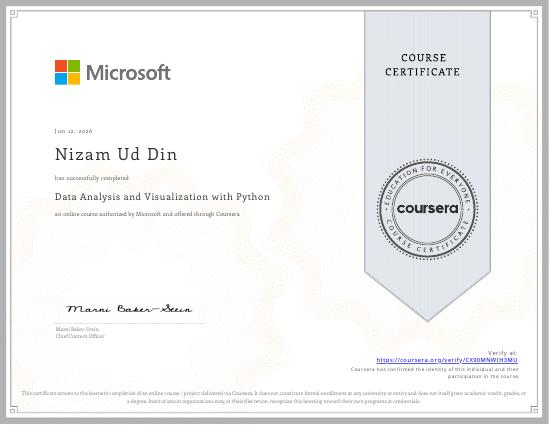 Microsoft
COURSE
CERTIFICATE
Jun 12, 2026
Nizam Ud Din
has successfully completed
Data Analysis and Visualization with Python
an online course authorized by Microsoft and offered through Coursera
EDUCATION FOR EVERYONE
coursera
COURSE CERTIFICATE
Marni Baker-Stein
Marni Baker-Stein,
Chief Content Officer
Verify at:
https://coursera.org/verify/CX90MNWIH3MU
Coursera has confirmed the identity of this individual and their
participation in the course.
This certificate attests to the learner's completion of an online course / project delivered via Coursera. It does not constitute formal enrollment at any university or entity and does not itself grant academic credit, grades, or
a degree. Institutions or organizations may, at their discretion, recognize this learning toward their own programs or credentials.